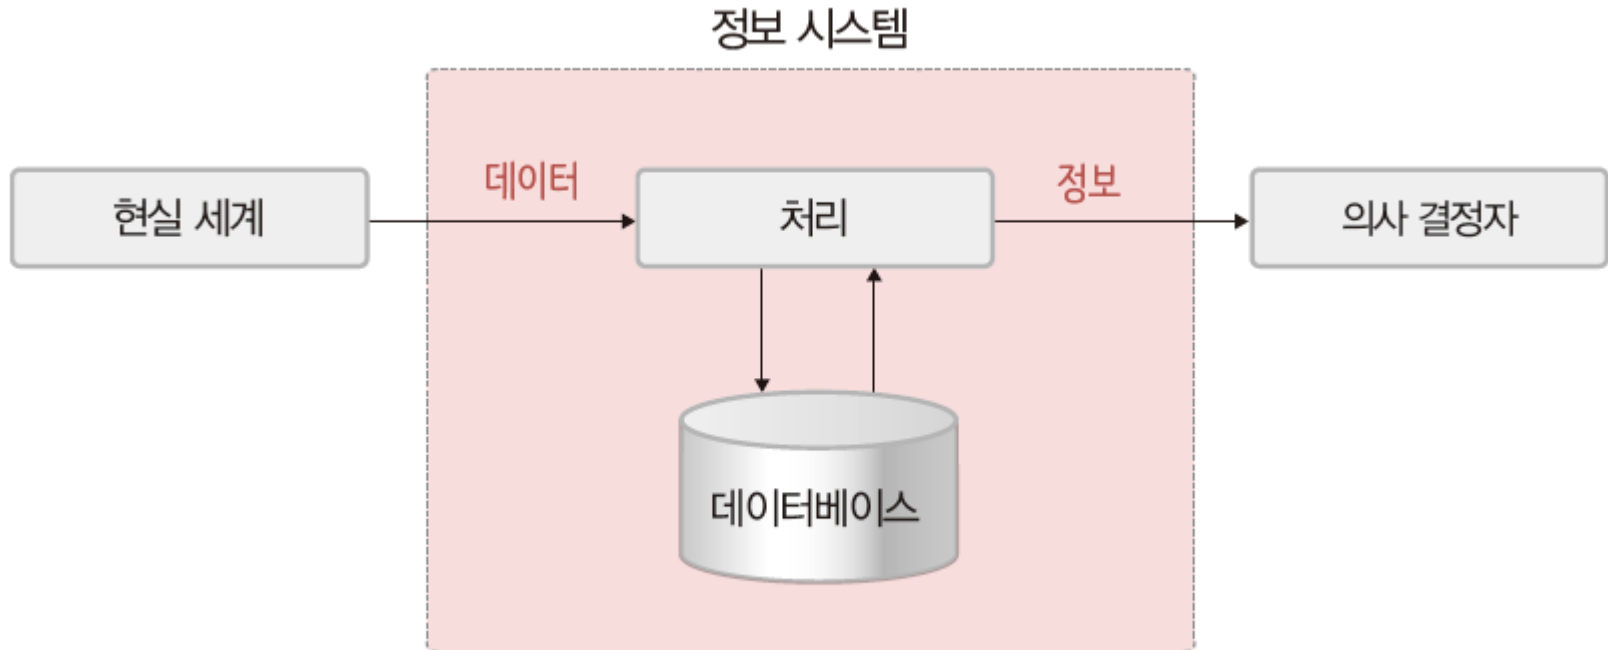 정보 시스템
데이터
정보
현실 세계
처리
의사 결정자
데이터베이스